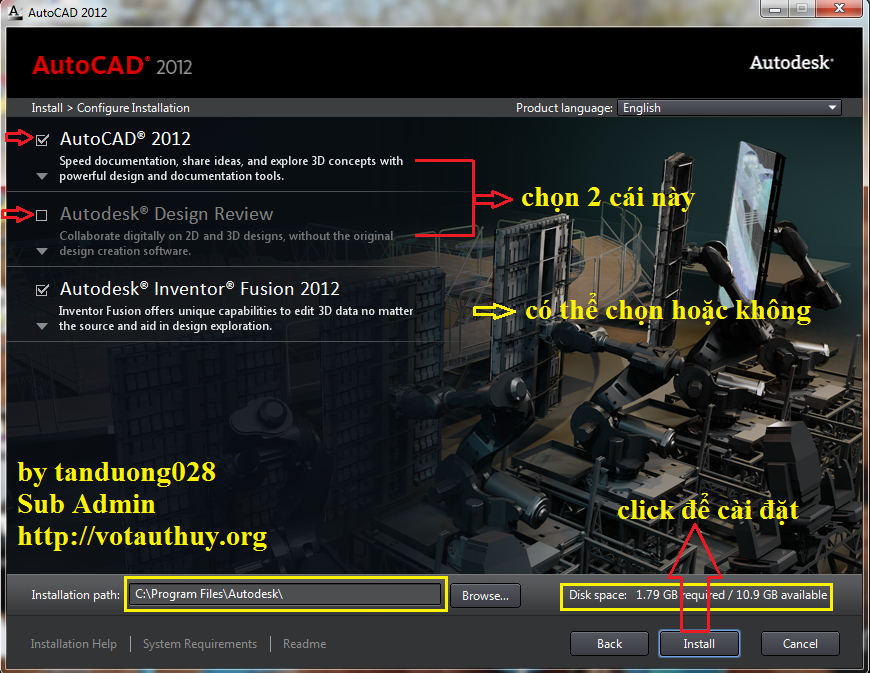 AutoCAD 2012
AutoCAD® 2012
Autodesk®
Install > Configure Installation
Product language: English
AutoCAD® 2012
Speed documentation, share ideas, and explore 3D concepts with
powerful design and documentation tools.
chọn 2 cái này
Autodesk® Design Review
Collaborate digitally on 2D and 3D designs, without the original
design creation software.
Autodesk® Inventor® Fusion 2012
Inventor Fusion offers unique capabilities to edit 3D data no matter
the source and aid in design exploration.
có thể chọn hoặc không
by tanduong028
Sub Admin
http://votauthuy.org
click để cài đặt
Installation path: C:\Program Files\Autodesk\ Browse...
Disk space: 1.79 GB required / 10.9 GB available
Installation Help System Requirements Readme
Back Install Cancel